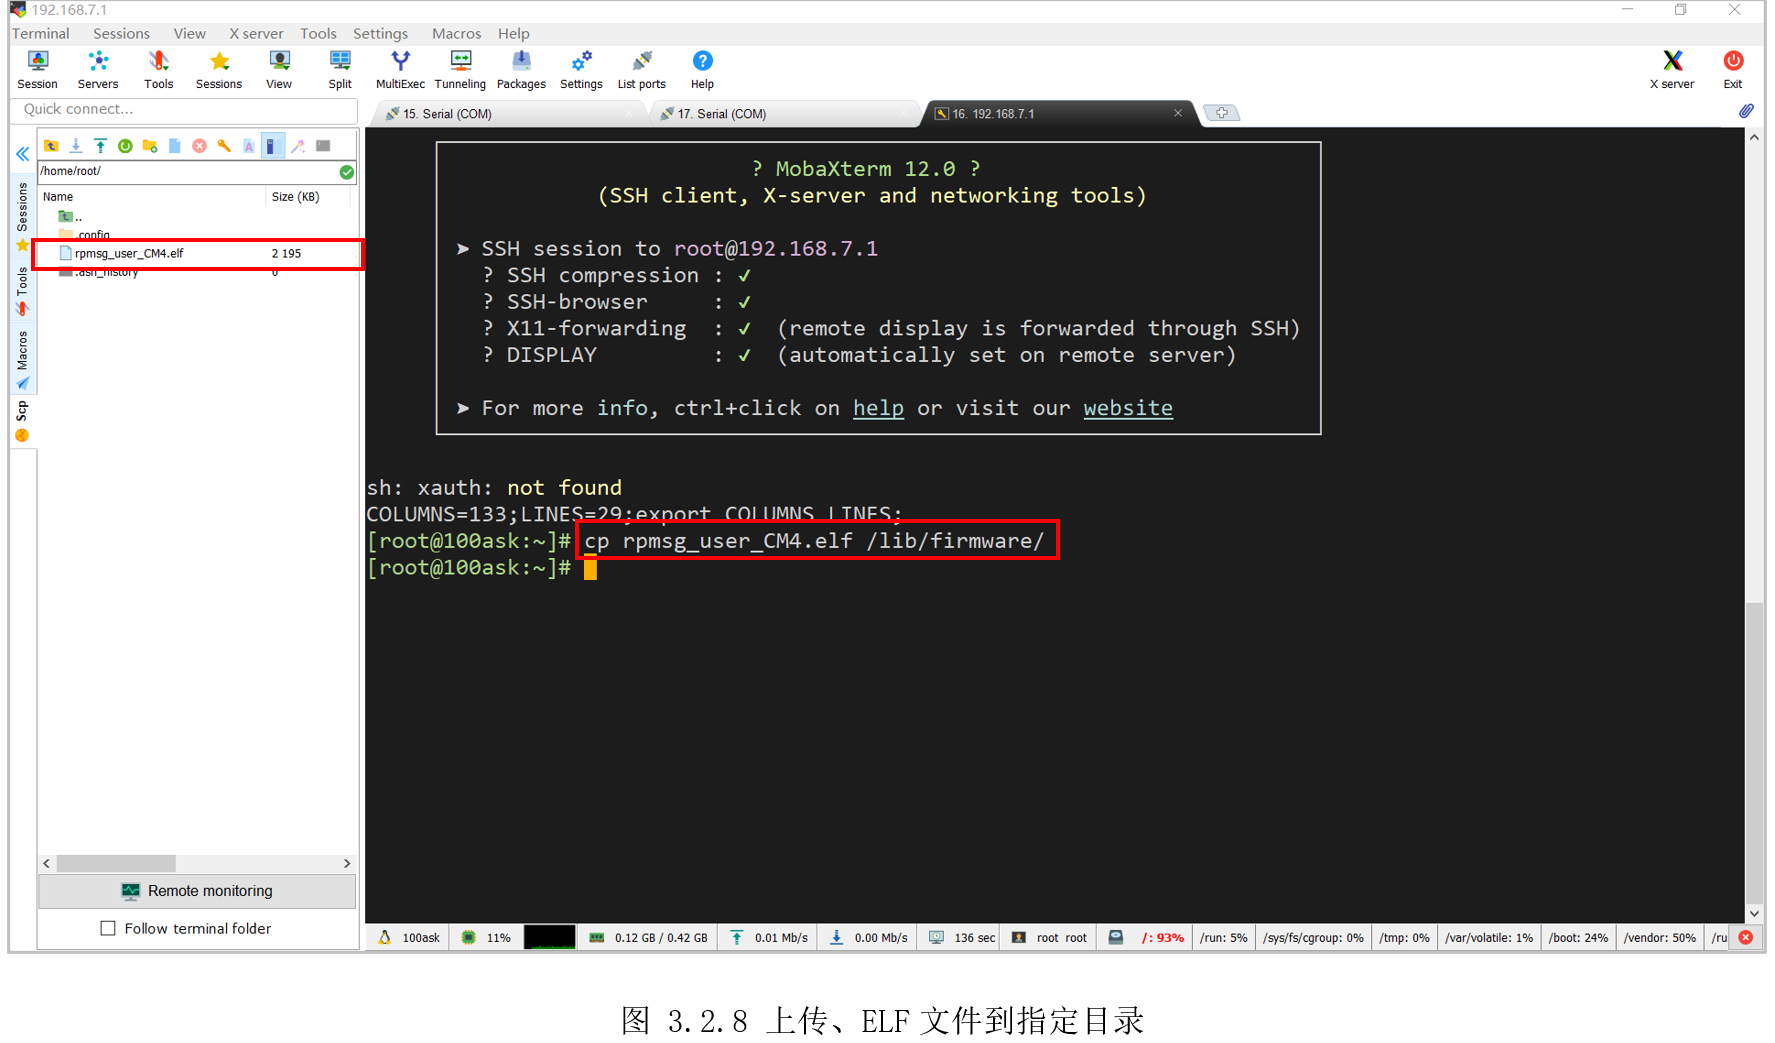 192.168.7.1
Terminal Sessions View X server Tools Settings Macros Help
Session Servers Tools Sessions View Split MultiExec Tunneling Packages Settings List ports Help X server Exit
Quick connect...
15. Serial (COM) 17. Serial (COM) 16. 192.168.7.1
/home/root/
Name Size (KB)
..
.config
rpmsg_user_CM4.elf 2 195
.ash_history 0
Sessions
Tools
Macros
Scp
Remote monitoring
Follow terminal folder
? MobaXterm 12.0 ?
(SSH client, X-server and networking tools)
➤ SSH session to root@192.168.7.1
? SSH compression : ✓
? SSH-browser : ✓
? X11-forwarding : ✓ (remote display is forwarded through SSH)
? DISPLAY : ✓ (automatically set on remote server)
➤ For more info, ctrl+click on help or visit our website
sh: xauth: not found
COLUMNS=133;LINES=29;export COLUMNS LINES;
[root@100ask:~]# cp rpmsg_user_CM4.elf /lib/firmware/
[root@100ask:~]#
100ask 11% 0.12 GB / 0.42 GB 0.01 Mb/s 0.00 Mb/s 136 sec root root /: 93% /run: 5% /sys/fs/cgroup: 0% /tmp: 0% /var/volatile: 1% /boot: 24% /vendor: 50% /ru
图 3.2.8 上传、ELF 文件到指定目录